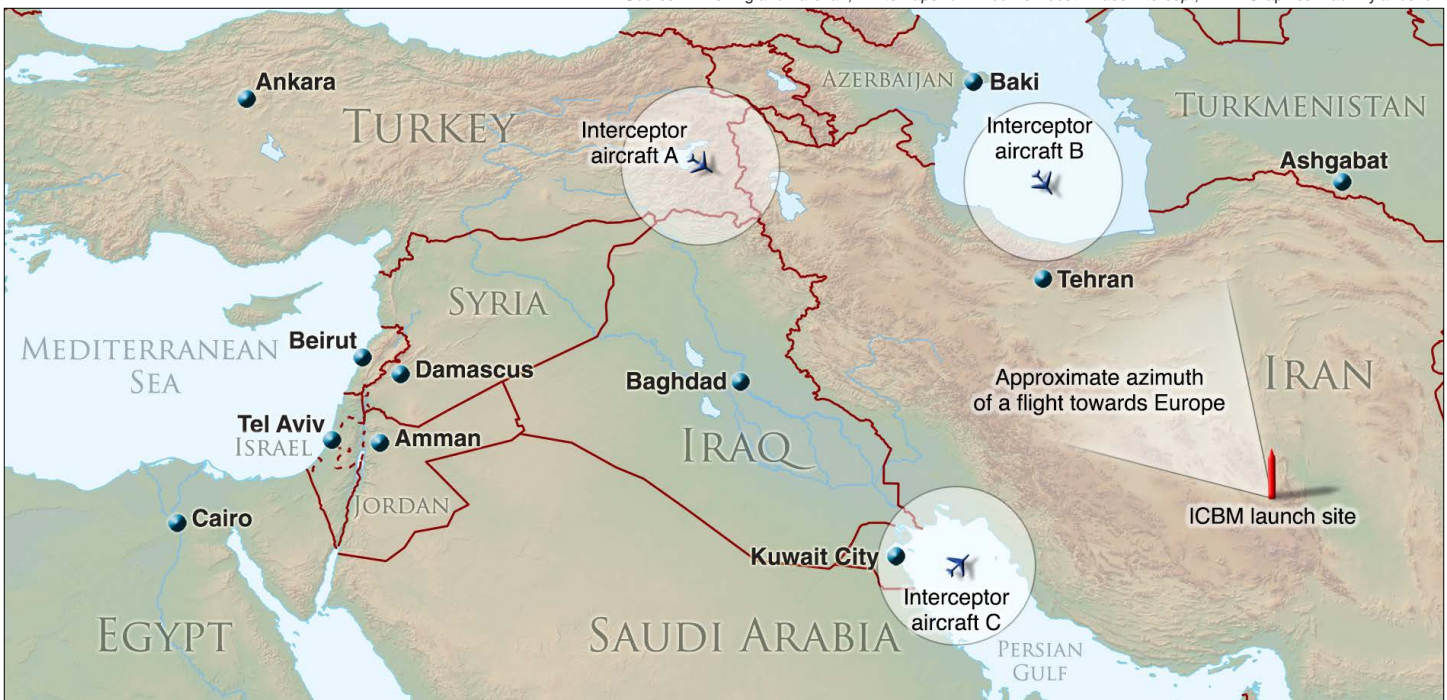 Ankara
TURKEY
Interceptor
aircraft A
AZERBAIJAN
Baki
Interceptor
aircraft B
TURKMENISTAN
Ashgabat
Tehran
SYRIA
MEDITERRANEAN
SEA
Beirut
Damascus
Baghdad
Approximate azimuth
of a flight towards Europe
IRAN
Tel Aviv
ISRAEL
Amman
IRAQ
JORDAN
Cairo
ICBM launch site
Kuwait City
Interceptor
aircraft C
EGYPT
SAUDI ARABIA
PERSIAN
GULF